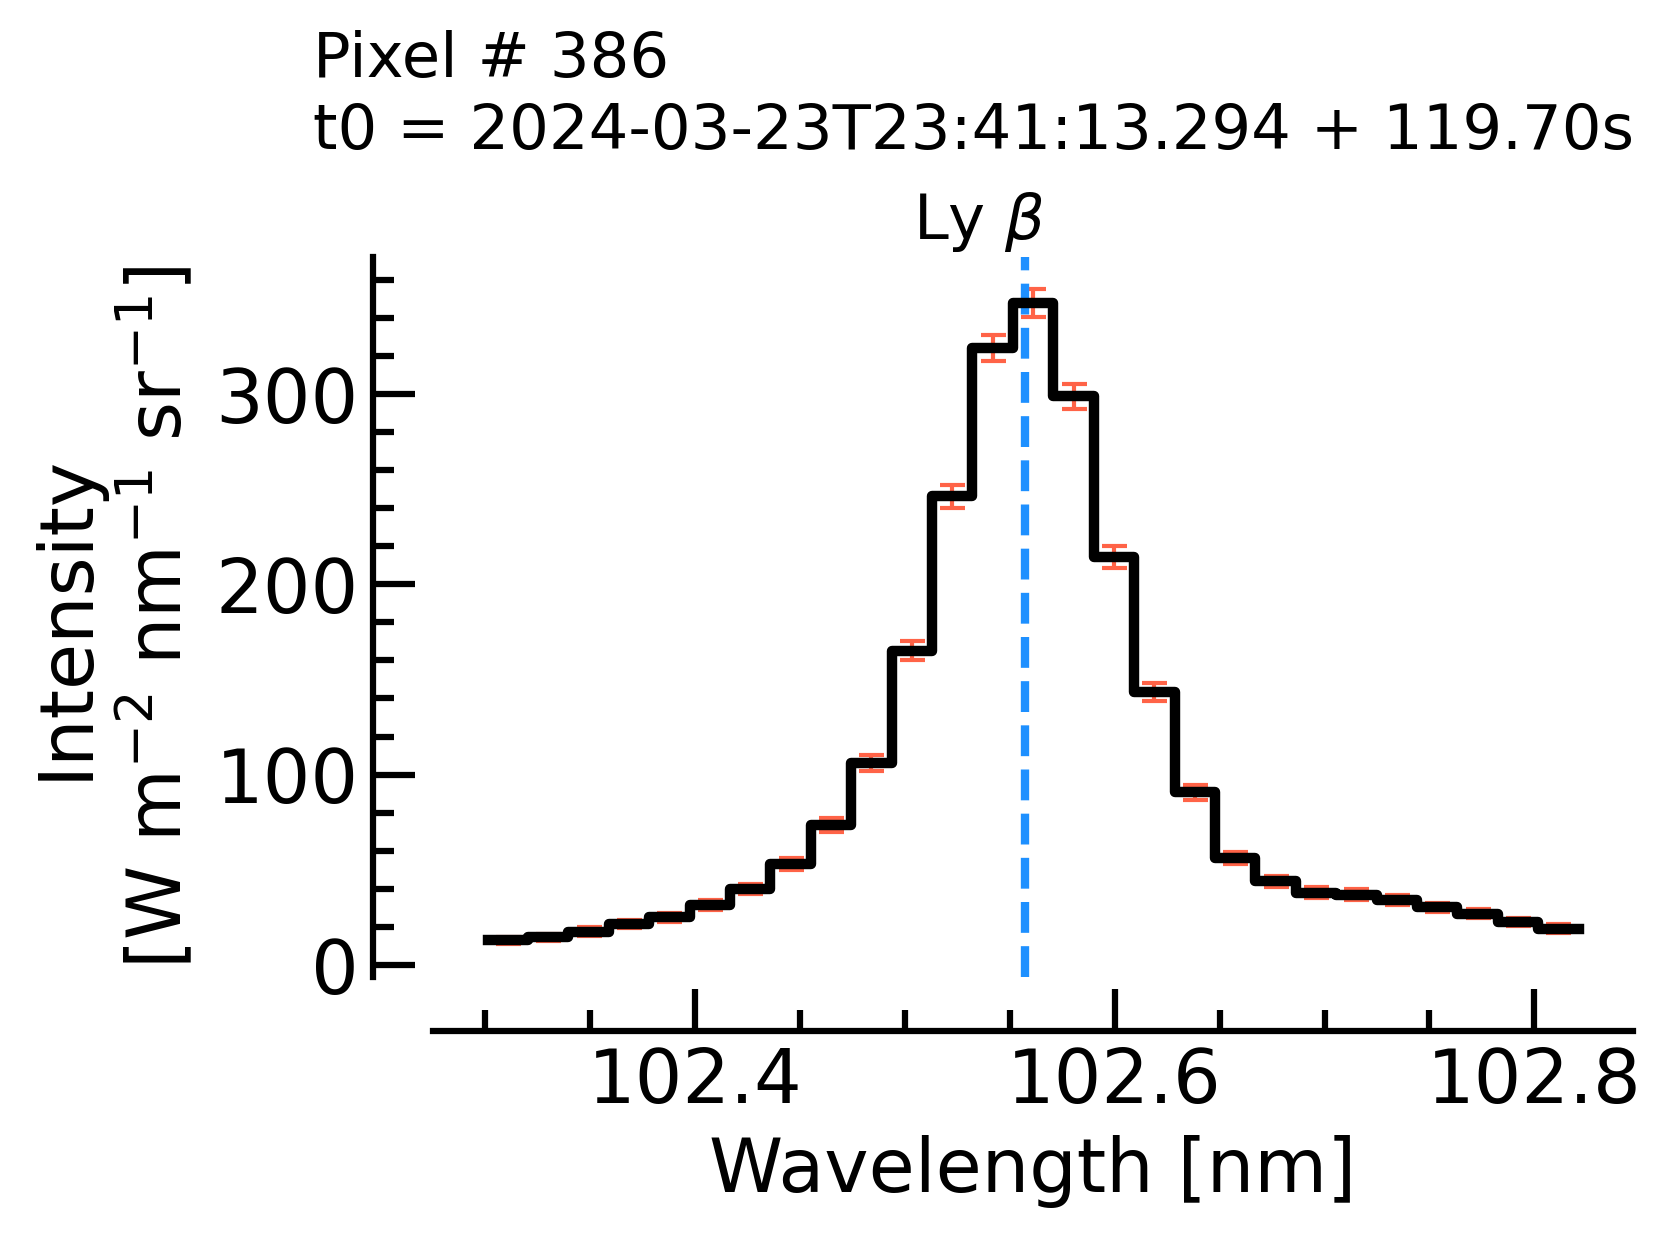 Pixel # 386
t0 = 2024-03-23T23:41:13.294 + 119.70s
Ly β
Intensity
[W m⁻² nm⁻¹ sr⁻¹]
300
200
100
0
102.4 102.6 102.8
Wavelength [nm]